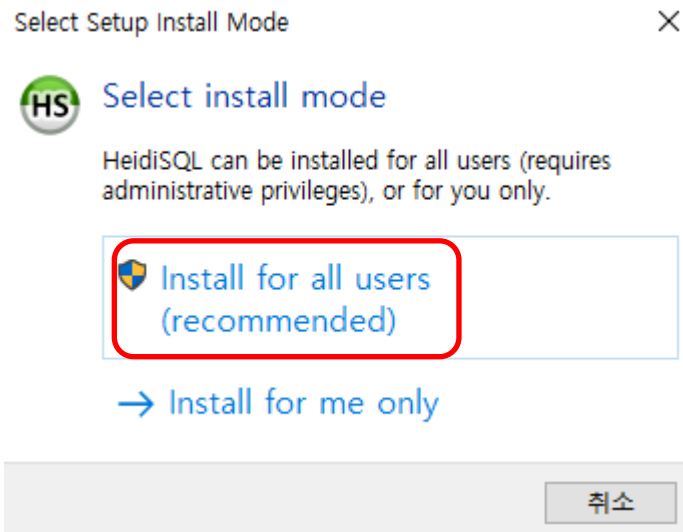 Select Setup Install Mode
HS
Select install mode
HeidiSQL can be installed for all users (requires
administrative privileges), or for you only.
Install for all users
(recommended)
Install for me only
취소